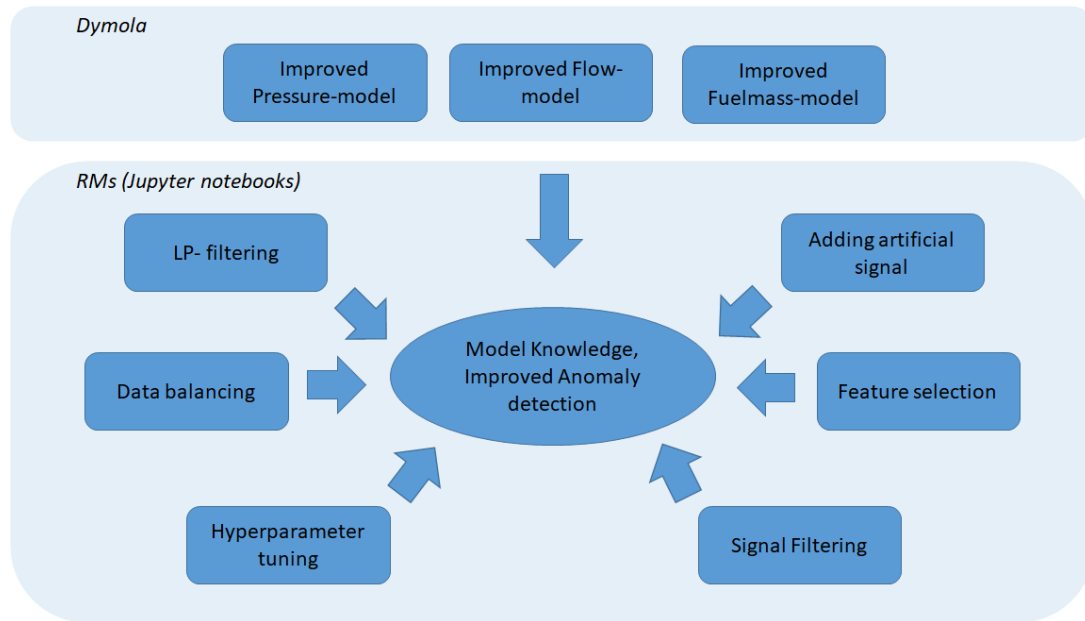 Dymola
Improved
Pressure-model
Improved Flow-
model
Improved
Fuelmass-model
RMs (Jupyter notebooks)
LP- filtering
Adding artificial
signal
Model Knowledge,
Improved Anomaly
detection
Data balancing
Feature selection
Hyperparameter
tuning
Signal Filtering